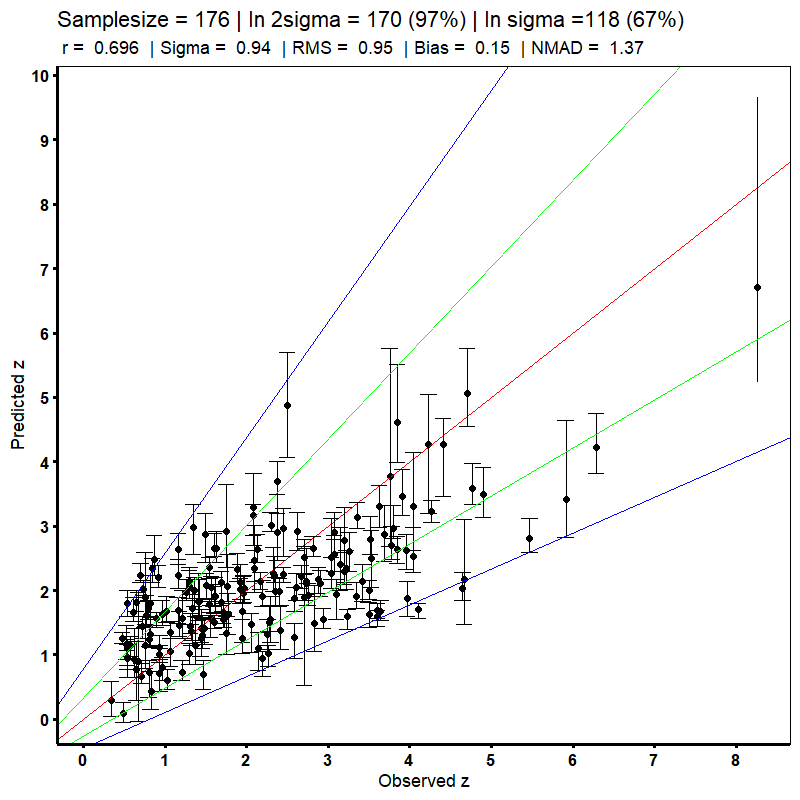 Samplesize = 176 | In 2sigma = 170 (97%) | In sigma =118 (67%)
r = 0.696 | Sigma = 0.94 | RMS = 0.95 | Bias = 0.15 | NMAD = 1.37
10
9
8
7
6
5
4
3
2
1
0
Predicted z
0 1 2 3 4 5 6 7 8
Observed z